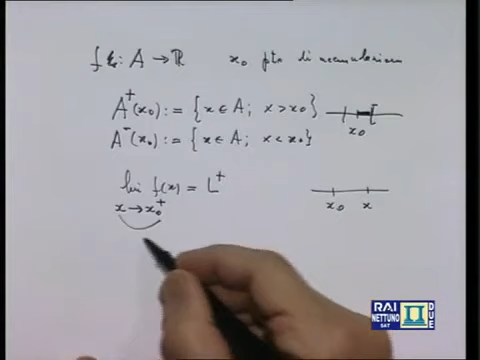 f : A → ℝ   x₀ pto di accumulazione
A⁺(x₀) := { x ∈ A ; x > x₀ }
x₀
A⁻(x₀) := { x ∈ A ; x < x₀ }
lim f(x) = L⁺
x → x₀⁺
x₀   x
RAI
NETTUNO
SAT
DUE